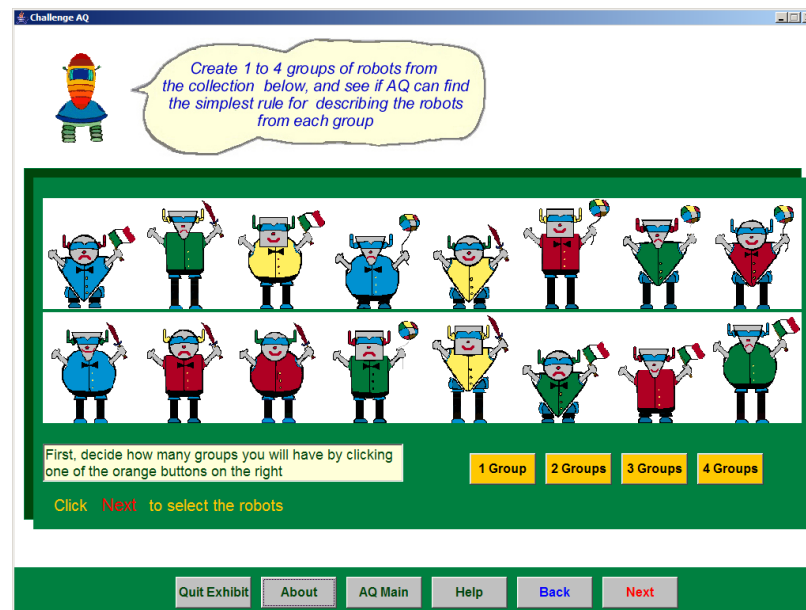 Challenge AQ
Create 1 to 4 groups of robots from
the collection below, and see if AQ can find
the simplest rule for describing the robots
from each group
First, decide how many groups you will have by clicking
one of the orange buttons on the right
1 Group
2 Groups
3 Groups
4 Groups
Click Next to select the robots
Quit Exhibit
About
AQ Main
Help
Back
Next